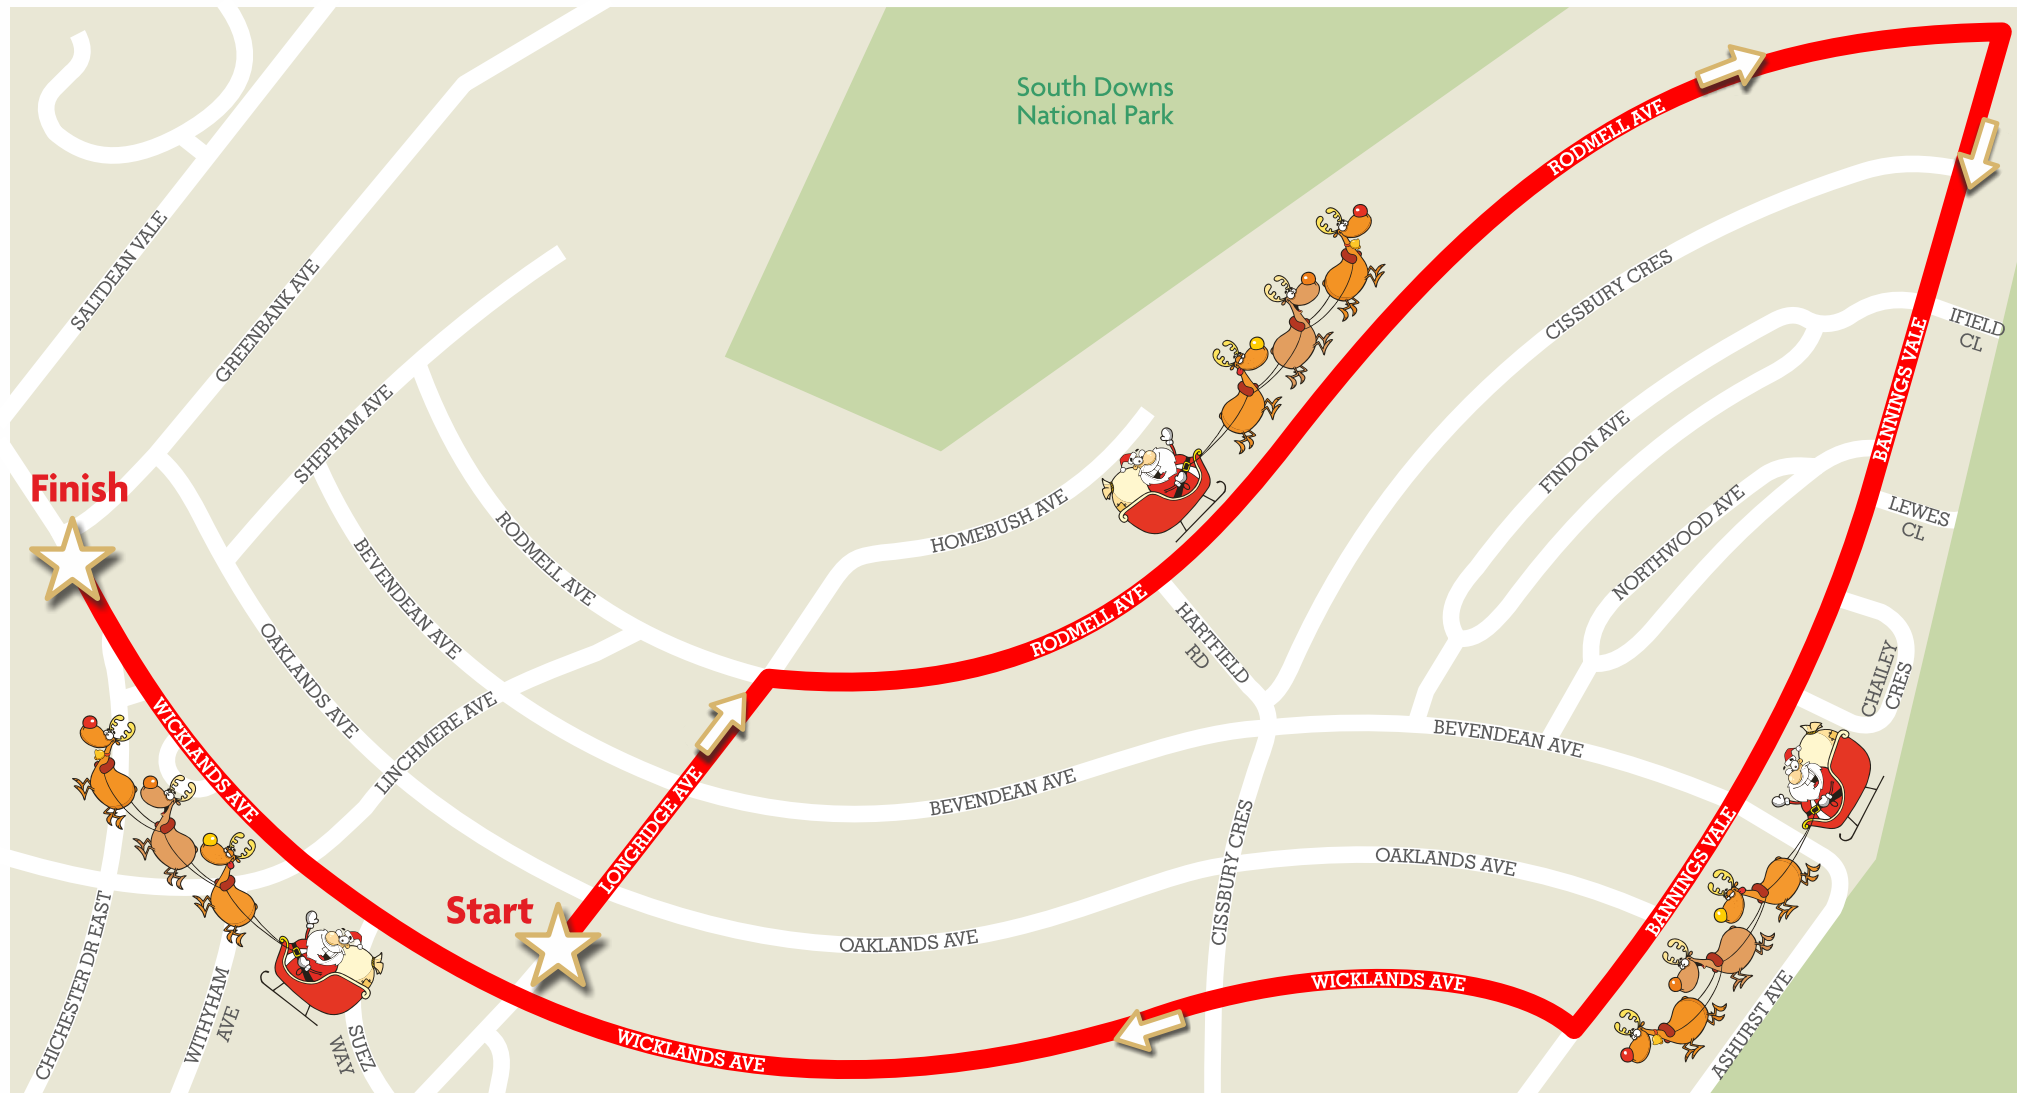 South Downs
National Park
RODMELL AVE
SALTDEAN VALE
GREENBANK AVE
CISSBURY CRES
IFIELD
CL
BANNINGS VALE
SHEPHAM AVE
FINDON AVE
Finish
HOMEBUSH AVE
NORTHWOOD AVE
LEWES
CL
RODMELL AVE
BEVENDEAN AVE
RODMELL AVE
HARTFIELD
RD
OAKLANDS AVE
CHAILEY
CRES
LINCHMERE AVE
WICKLANDS AVE
BEVENDEAN AVE
BEVENDEAN AVE
LONGRIDGE AVE
CISSBURY CRES
OAKLANDS AVE
BANNINGS VALE
Start
OAKLANDS AVE
CHICHESTER DR EAST
WITHYHAM
AVE
SUEZ
WAY
WICKLANDS AVE
WICKLANDS AVE
ASHURST AVE